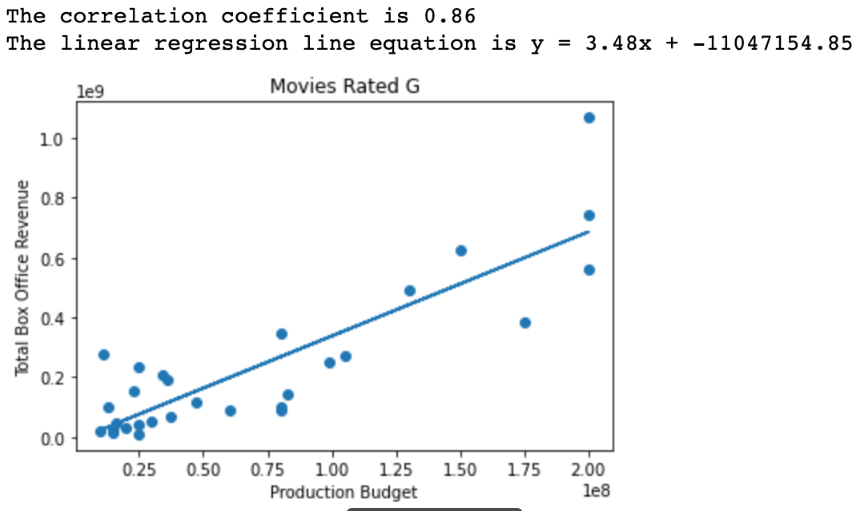 The correlation coefficient is 0.86
The linear regression line equation is y = 3.48x + -11047154.85
Movies Rated G
1e9
1.0
0.8
0.6
0.4
0.2
0.0
Total Box Office Revenue
0.25 0.50 0.75 1.00 1.25 1.50 1.75 2.00
1e8
Production Budget